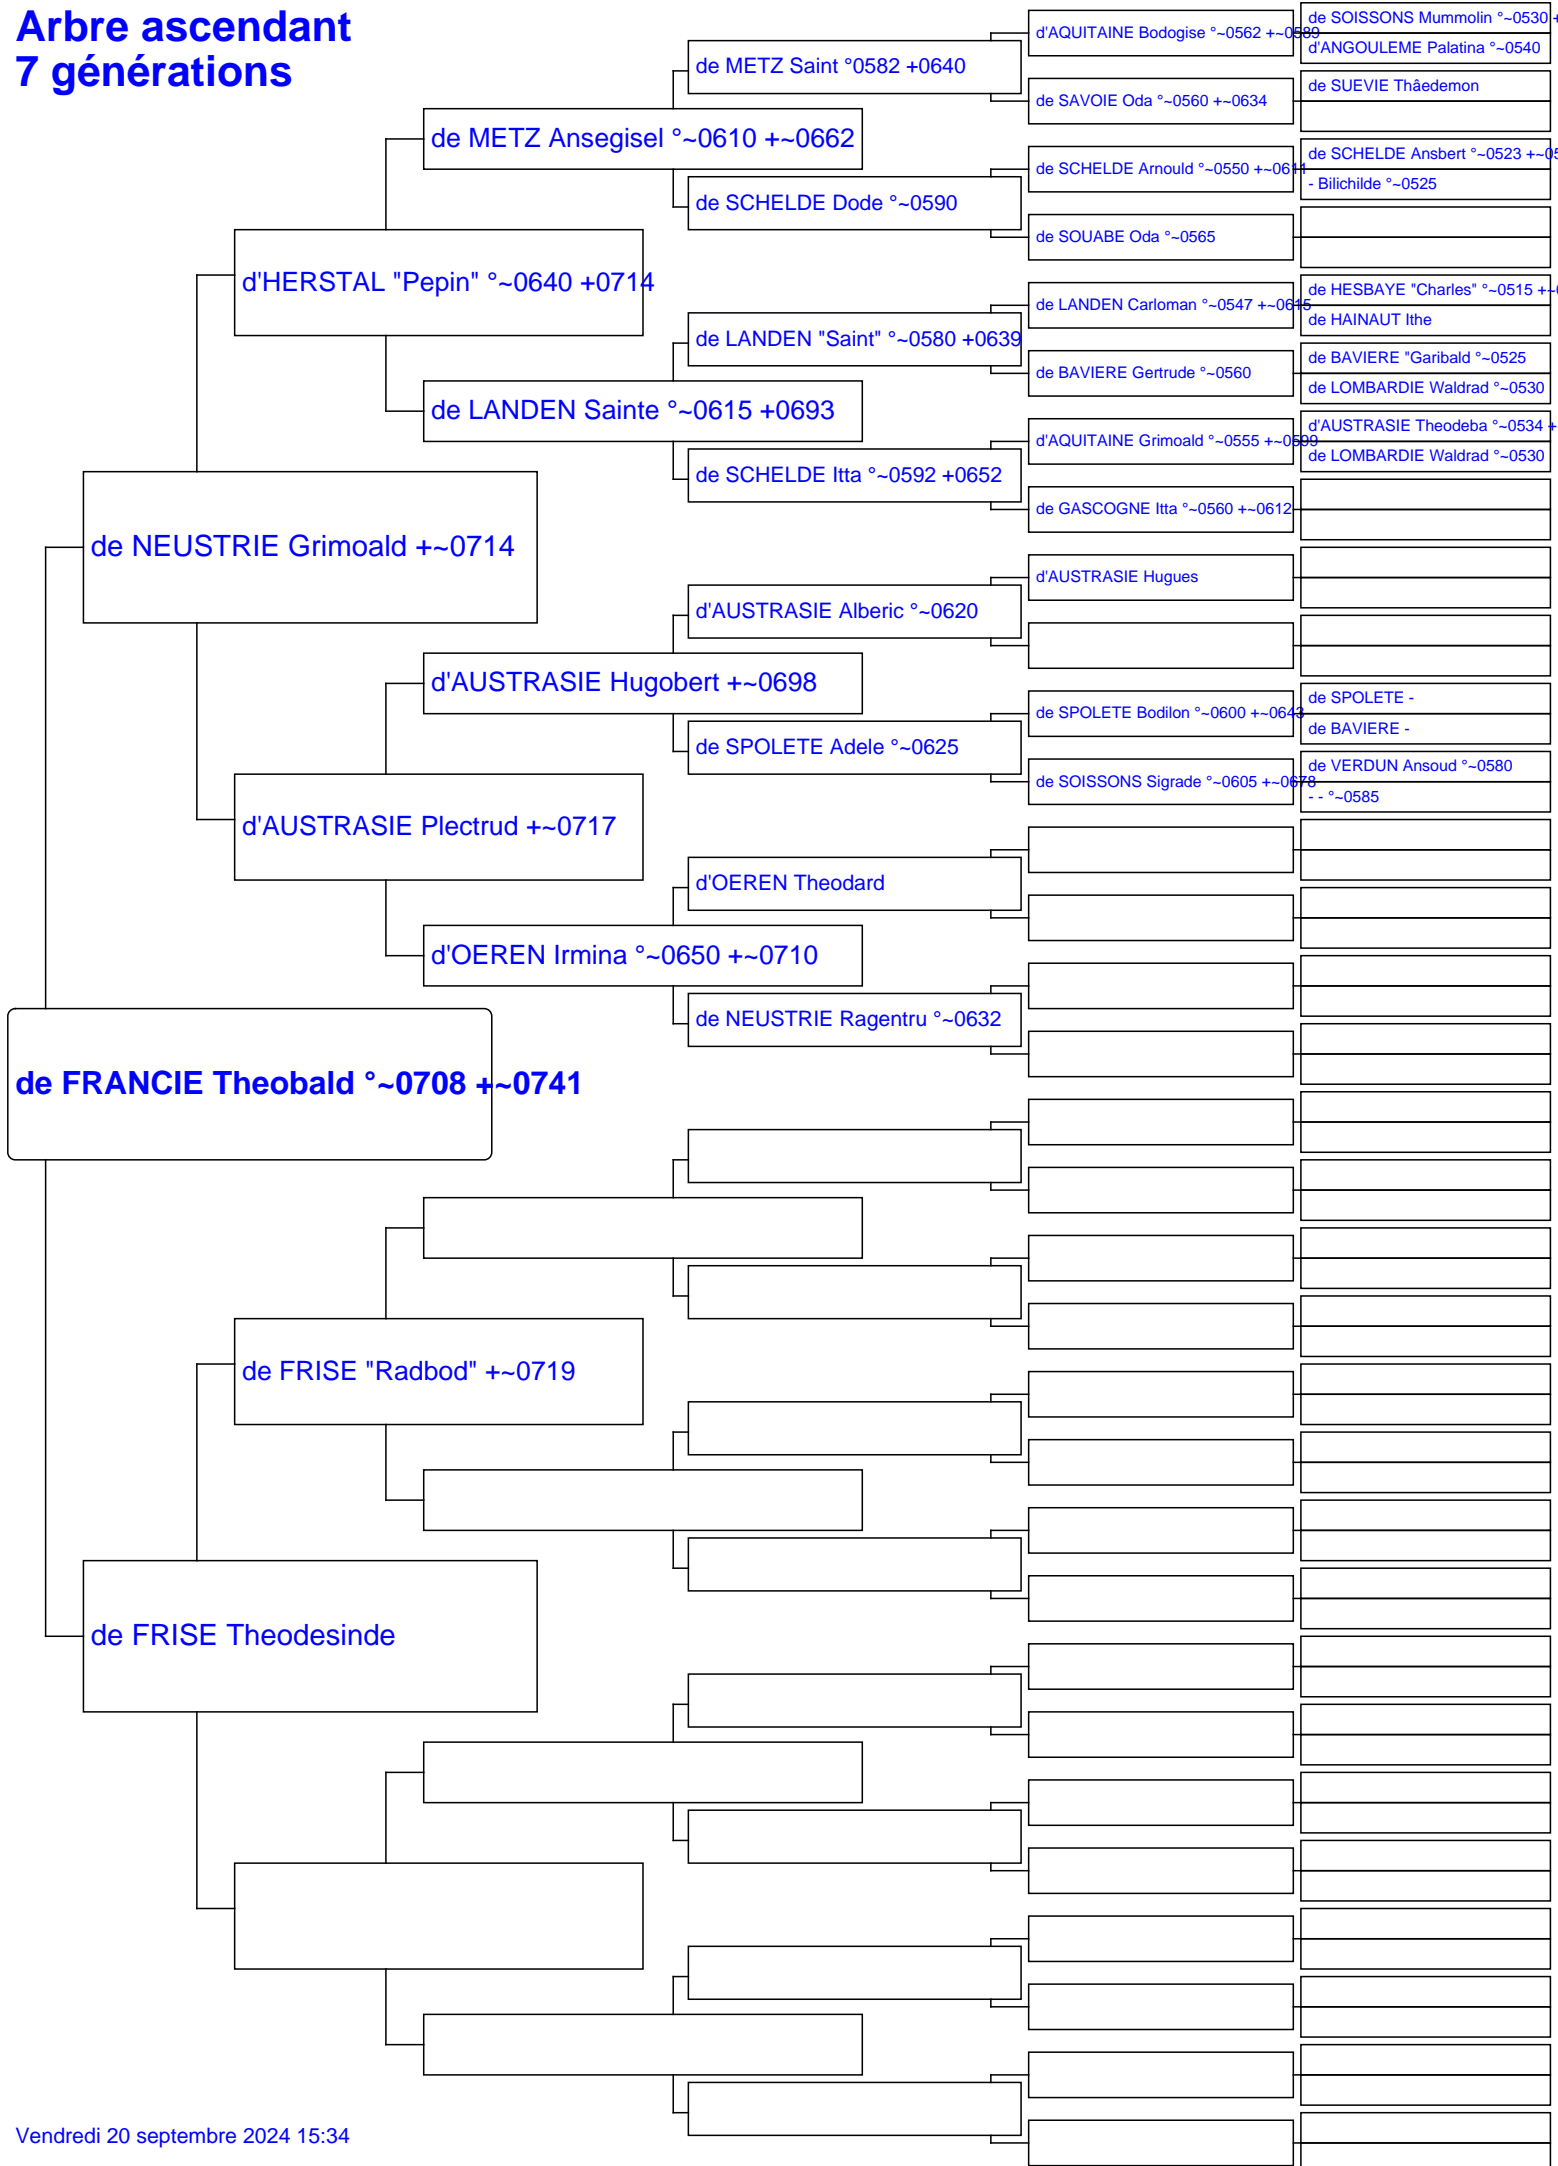 Arbre ascendant
7 générations
d'AQUITAINE Bodogise °~0562 +~0589
de SOISSONS Mummolin °~0530 +
d'ANGOULEME Palatina °~0540
de METZ Saint °0582 +0640
de SAVOIE Oda °~0560 +~0634
de SUEVIE Thâedemon
de METZ Ansegisel °~0610 +~0662
de SCHELDE Arnould °~0550 +~0611
de SCHELDE Ansbert °~0523 +~05
- Bilichilde °~0525
de SCHELDE Dode °~0590
de SOUABE Oda °~0565
d'HERSTAL "Pepin" °~0640 +0714
de LANDEN Carloman °~0547 +~0615
de HESBAYE "Charles" °~0515 +~0
de HAINAUT Ithe
de LANDEN "Saint" °~0580 +0639
de BAVIERE Gertrude °~0560
de BAVIERE "Garibald °~0525
de LOMBARDIE Waldrad °~0530
de LANDEN Sainte °~0615 +0693
d'AQUITAINE Grimoald °~0555 +~0599
d'AUSTRASIE Theodeba °~0534 +
de LOMBARDIE Waldrad °~0530
de SCHELDE Itta °~0592 +0652
de GASCOGNE Itta °~0560 +~0612
de NEUSTRIE Grimoald +~0714
d'AUSTRASIE Hugues
d'AUSTRASIE Alberic °~0620
d'AUSTRASIE Hugobert +~0698
de SPOLETE Bodilon °~0600 +~0643
de SPOLETE -
de BAVIERE -
de SPOLETE Adele °~0625
de SOISSONS Sigrade °~0605 +~0678
de VERDUN Ansoud °~0580
- - °~0585
d'AUSTRASIE Plectrud +~0717
d'OEREN Theodard
d'OEREN Irmina °~0650 +~0710
de NEUSTRIE Ragentru °~0632
de FRANCIE Theobald °~0708 +~0741
de FRISE "Radbod" +~0719
de FRISE Theodesinde
Vendredi 20 septembre 2024 15:34